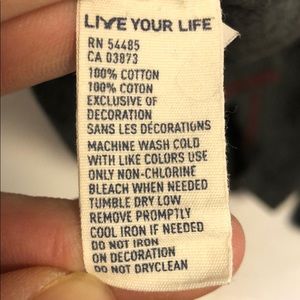 LIVE YOUR LIFE™
RN 54485
CA 03873
100% COTTON
100% COTON
EXCLUSIVE OF
DECORATION
SANS LES DÉCORATIONS
MACHINE WASH COLD
WITH LIKE COLORS USE
ONLY NON-CHLORINE
BLEACH WHEN NEEDED
TUMBLE DRY LOW
REMOVE PROMPTLY
COOL IRON IF NEEDED
DO NOT IRON
ON DECORATION
DO NOT DRYCLEAN